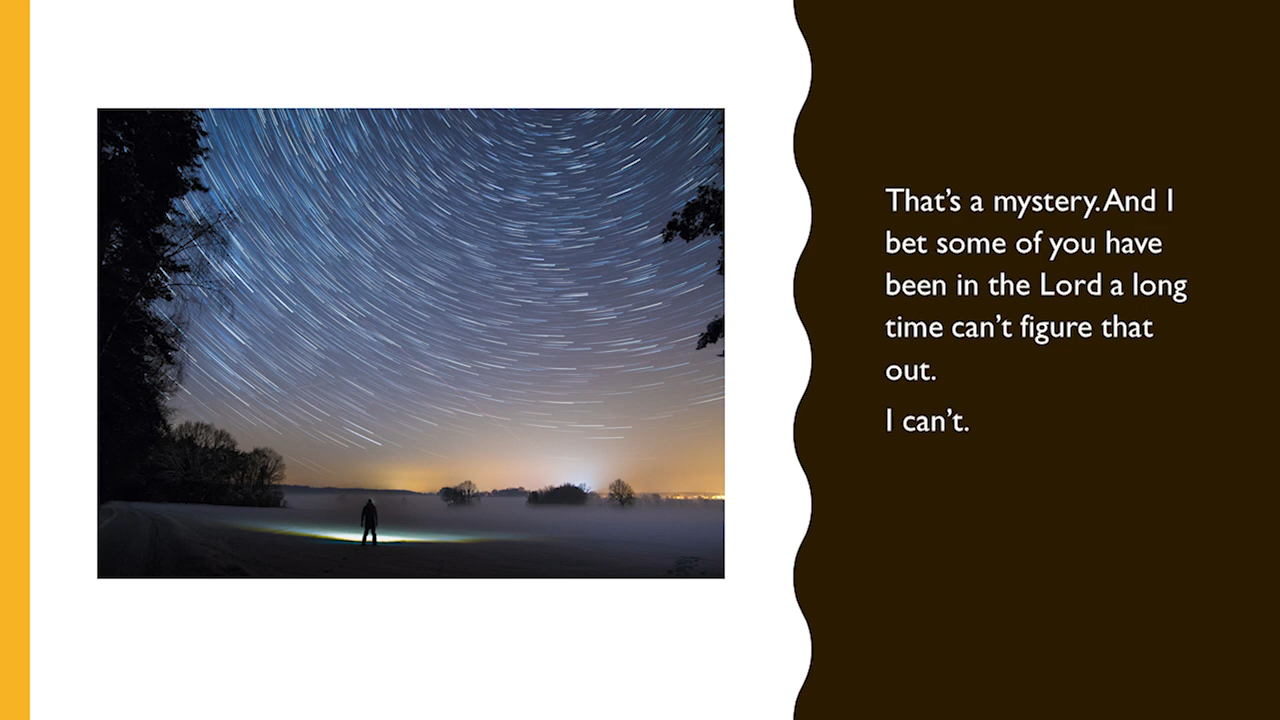 That's a mystery. And I
bet some of you have
been in the Lord a long
time can't figure that
out.
I can't.